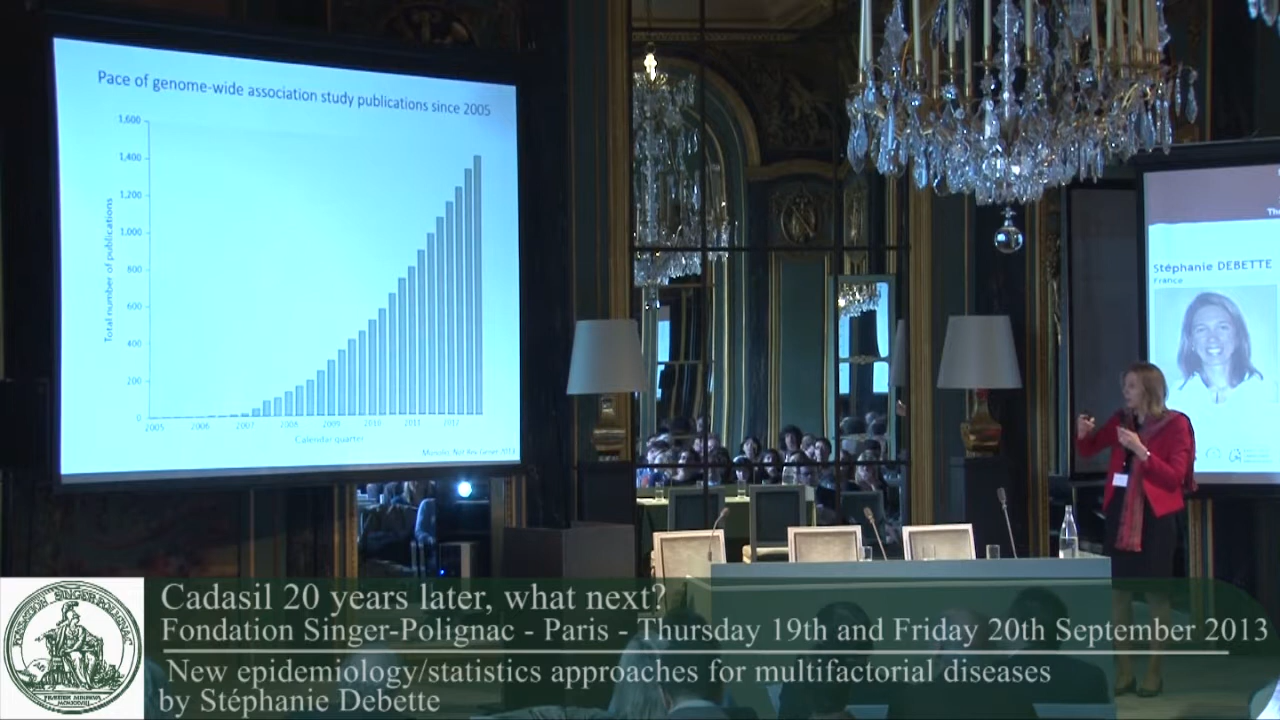 Pace of genome-wide association study publications since 2005
1,600
1,400
1,200
1,000
800
600
400
200
0
Total number of publications
2005 2006 2007 2008 2009 2010 2011 2012
Calendar quarter
Stéphanie DEBETTE
France
FONDATION SINGER-POLIGNAC
Cadasil 20 years later, what next?
Fondation Singer-Polignac - Paris - Thursday 19th and Friday 20th September 2013
New epidemiology/statistics approaches for multifactorial diseases
by Stéphanie Debette